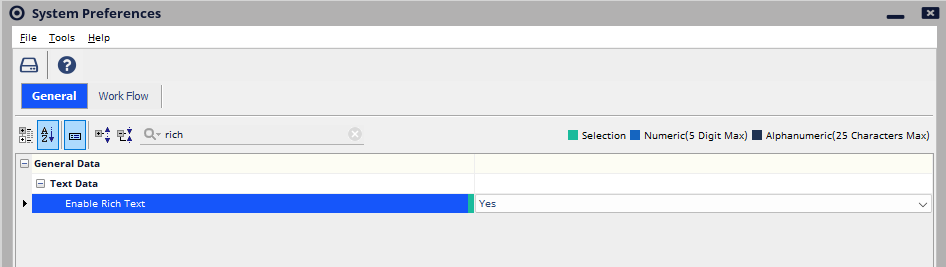 System Preferences
File Tools Help
General Work Flow
rich
Selection Numeric(5 Digit Max) Alphanumeric(25 Characters Max)
General Data
Text Data
Enable Rich Text Yes